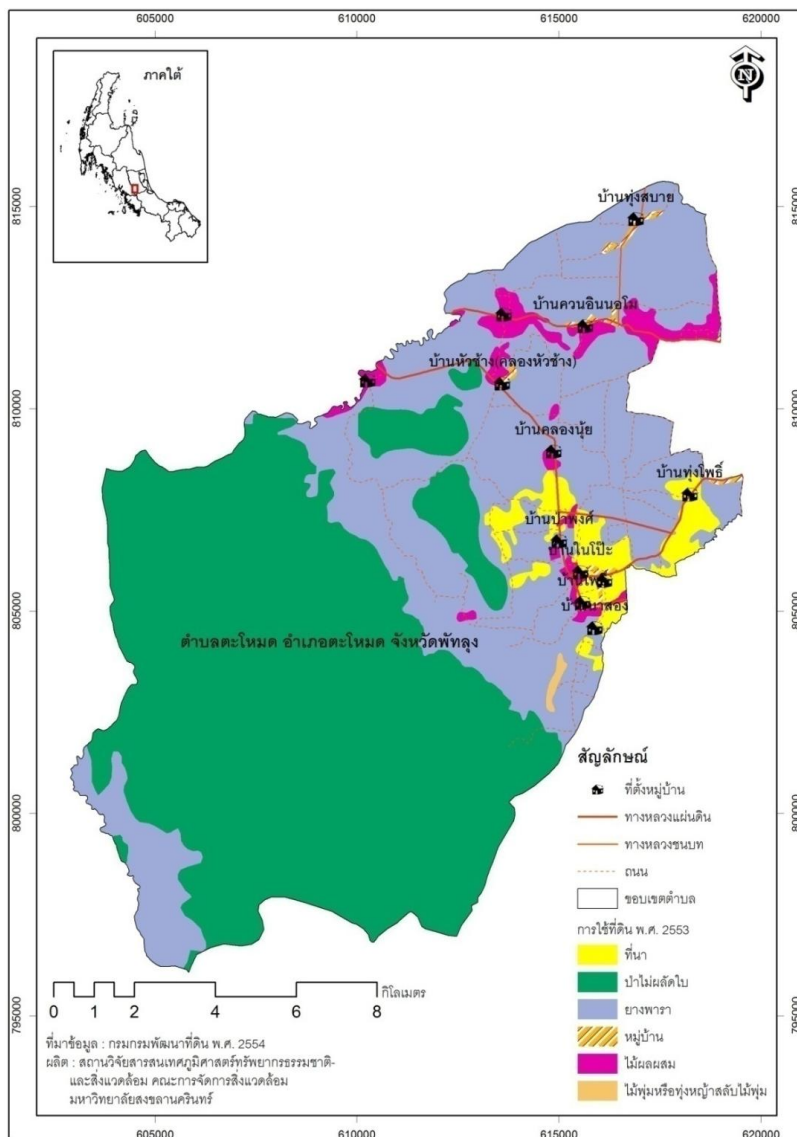 605000 610000 615000 620000
ภาคใต้
N
815000 815000
บ้านทุ่งสบาย
บ้านควนอินนอโม
บ้านหัวช้าง(คลองหัวช้าง)
810000 810000
บ้านคลองนุ้ย
บ้านทุ่งโพธิ์
บ้านป่าพงศ์
บ้านในโป๊ะ
805000 805000
ตำบลตะโหมด อำเภอตะโหมด จังหวัดพัทลุง
สัญลักษณ์
ที่ตั้งหมู่บ้าน
800000 800000
ทางหลวงแผ่นดิน
ทางหลวงชนบท
ถนน
ขอบเขตตำบล
การใช้ที่ดิน พ.ศ. 2553
ที่นา
ป่าไม่ผลัดใบ
ยางพารา
หมู่บ้าน
ไม้ผลผสม
ไม้พุ่มหรือทุ่งหญ้าสลับไม้พุ่ม
กิโลเมตร
0 1 2 4 6 8
795000 795000
ที่มาข้อมูล : กรมกรมพัฒนาที่ดิน พ.ศ. 2554
ผลิต : สถานวิจัยสารสนเทศภูมิศาสตร์ทรัพยากรธรรมชาติ-
และสิ่งแวดล้อม คณะการจัดการสิ่งแวดล้อม
มหาวิทยาลัยสงขลานครินทร์
605000 610000 615000 620000